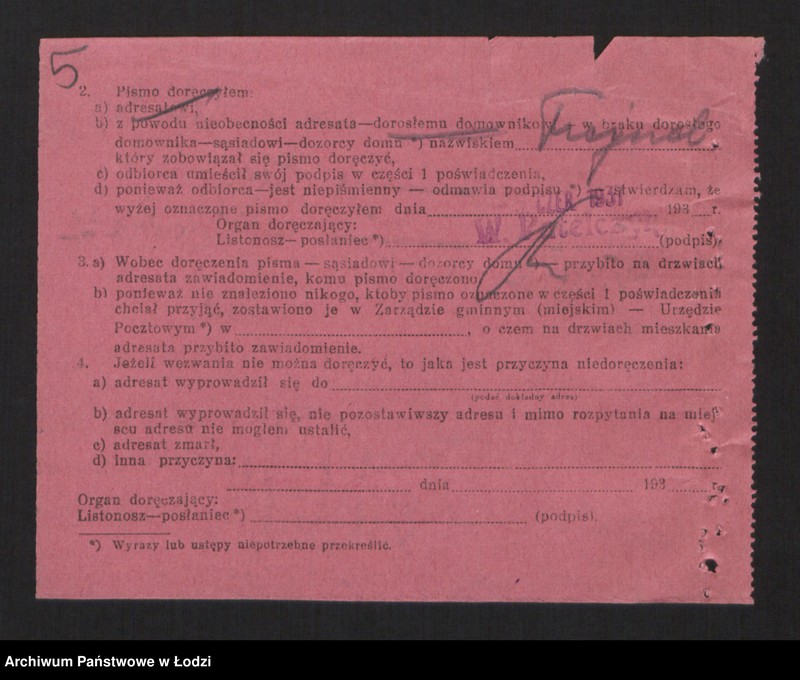 5
2. Pismo doręczyłem:
a) adresatowi,
b) z powodu nieobecności adresata—dorosłemu domownikowi — w braku dorosłego
domownika—sąsiadowi—dozorcy domu *) nazwiskiem
który zobowiązał się pismo doręczyć,
c) odbiorca umieścił swój podpis w części 1 poświadczenia,
d) ponieważ odbiorca—jest niepiśmienny — odmawia podpisu *) — stwierdzam, że
wyżej oznaczone pismo doręczyłem dnia CZER 1931 193 r.
Organ doręczający:
Listonosz—posłaniec *) W. (podpis),
3. a) Wobec doręczenia pisma — sąsiadowi — dozorcy domu — przybito na drzwiach
adresata zawiadomienie, komu pismo doręczono,
b) ponieważ nie znaleziono nikogo, ktoby pismo oznaczone w części 1 poświadczenia
chciał przyjąć, zostawiono je w Zarządzie gminnym (miejskim) — Urzędzie
Pocztowym *) w , o czem na drzwiach mieszkania
adresata przybito zawiadomienie.
4. Jeżeli wezwania nie można doręczyć, to jaka jest przyczyna niedoręczenia:
a) adresat wyprowadził się do
(podać dokładny adres)
b) adresat wyprowadził się, nie pozostawiwszy adresu i mimo rozpytania na miej
scu adresu nie mogłem ustalić,
c) adresat zmarł,
d) inna przyczyna:
dnia 193 r.
Organ doręczający:
Listonosz—posłaniec *) (podpis).
*) Wyrazy lub ustępy niepotrzebne przekreślić.
Archiwum Państwowe w Łodzi